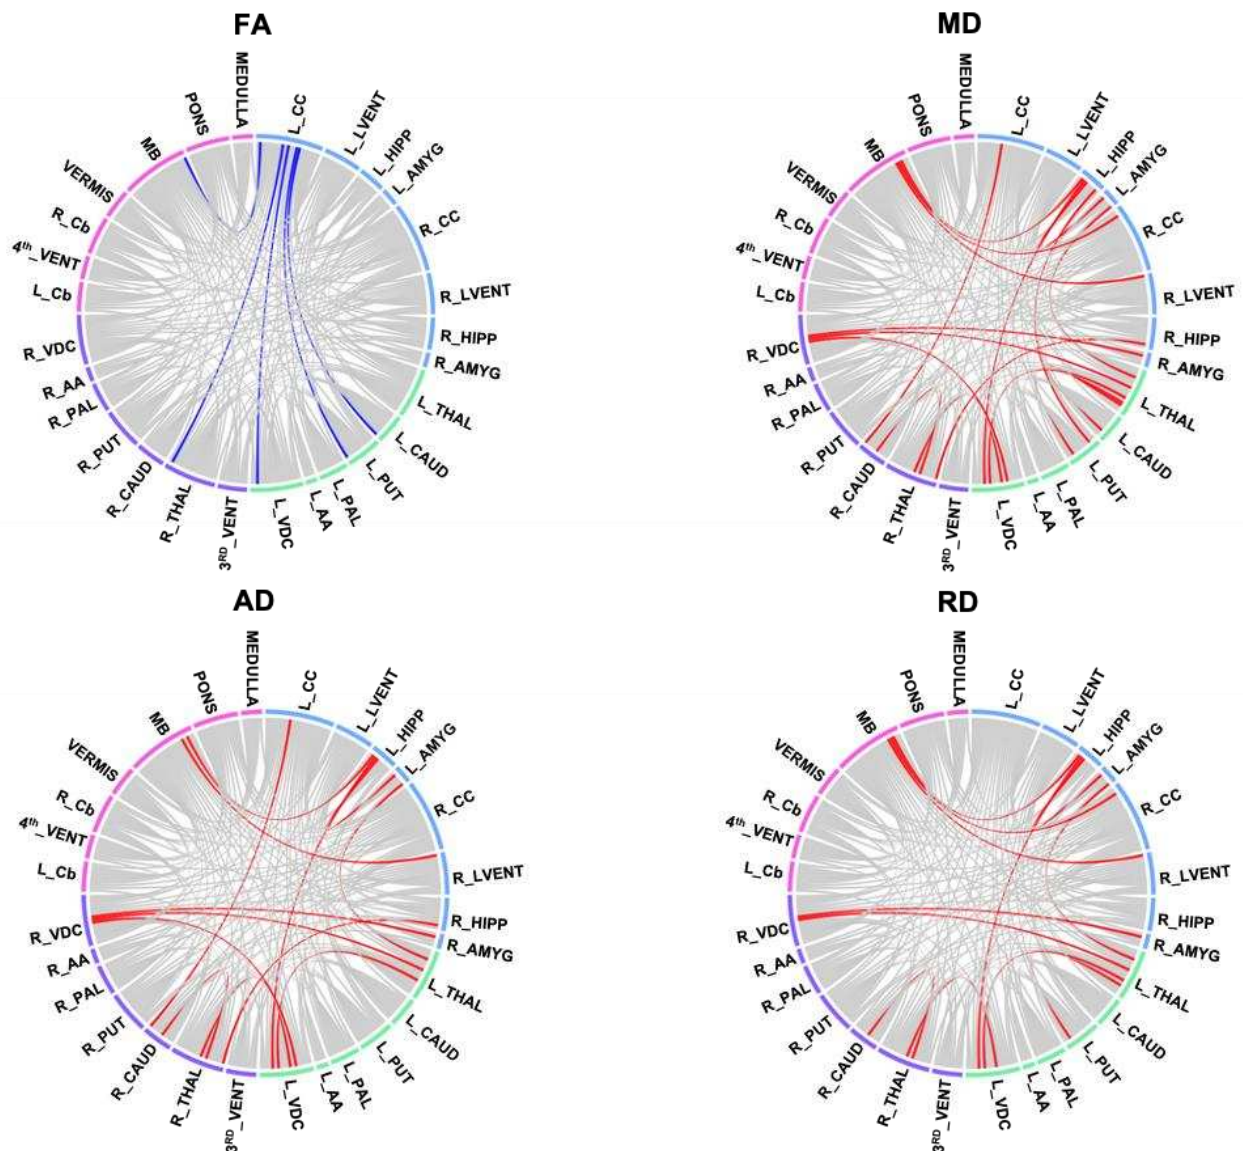 FA
MEDULLA
L_CC
PONS
L_LVENT
MB
L_HIPP
L_AMYG
VERMIS
R_CC
R_Cb
4th_VENT
R_LVENT
L_Cb
R_HIPP
R_VDC
R_AMYG
R_AA
L_THAL
R_PAL
L_CAUD
R_PUT
L_PUT
R_CAUD
L_PAL
R_THAL
L_AA
3RD_VENT
L_VDC
MD
MEDULLA
L_CC
PONS
L_LVENT
MB
L_HIPP
L_AMYG
VERMIS
R_CC
R_Cb
4th_VENT
R_LVENT
L_Cb
R_HIPP
R_VDC
R_AMYG
R_AA
L_THAL
R_PAL
L_CAUD
R_PUT
L_PUT
R_CAUD
L_PAL
R_THAL
L_AA
3RD_VENT
L_VDC
AD
MEDULLA
L_CC
PONS
L_LVENT
MB
L_HIPP
L_AMYG
VERMIS
R_CC
R_Cb
4th_VENT
R_LVENT
L_Cb
R_HIPP
R_VDC
R_AMYG
R_AA
L_THAL
R_PAL
L_CAUD
R_PUT
L_PUT
R_CAUD
L_PAL
R_THAL
L_AA
3RD_VENT
L_VDC
RD
MEDULLA
L_CC
PONS
L_LVENT
MB
L_HIPP
L_AMYG
VERMIS
R_CC
R_Cb
4th_VENT
R_LVENT
L_Cb
R_HIPP
R_VDC
R_AMYG
R_AA
L_THAL
R_PAL
L_CAUD
R_PUT
L_PUT
R_CAUD
L_PAL
R_THAL
L_AA
3RD_VENT
L_VDC